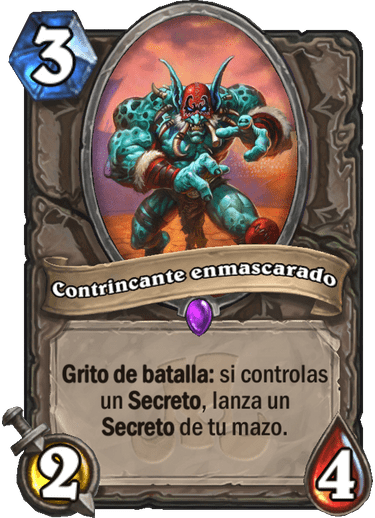 3
Contrincante enmascarado
Grito de batalla: si controlas
un Secreto, lanza un
Secreto de tu mazo.
2
4